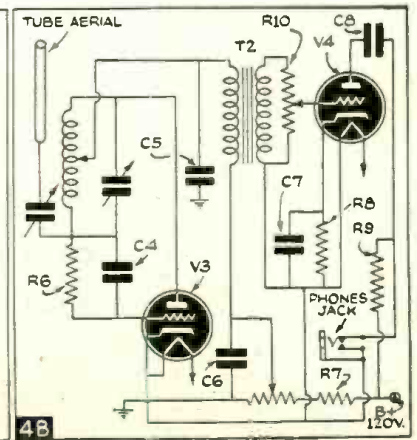 TUBE AERIAL
R10
C8
T2
V4
C5
C4
R6
V3
C7
R8
R9
PHONES
JACK
C6
R7
B+
120V.
4B